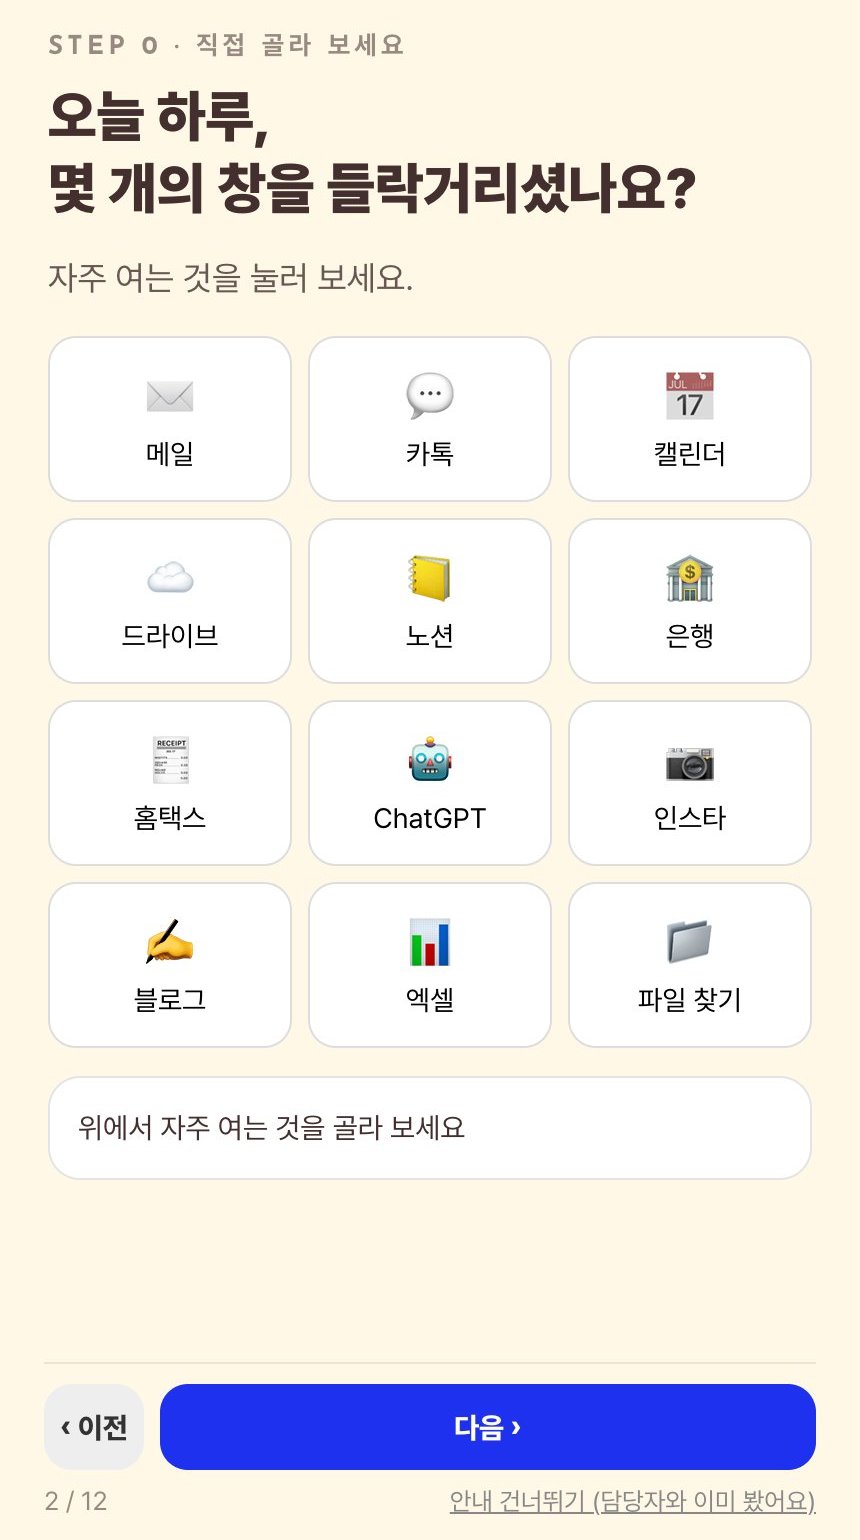 STEP 0 · 직접 골라 보세요
오늘 하루,
몇 개의 창을 들락거리셨나요?
자주 여는 것을 눌러 보세요.
메일
카톡
JUL
17
캘린더
드라이브
노션
$
은행
RECEIPT
홈택스
ChatGPT
인스타
블로그
엑셀
파일 찾기
위에서 자주 여는 것을 골라 보세요
‹ 이전
다음 ›
2 / 12
안내 건너뛰기 (담당자와 이미 봤어요)